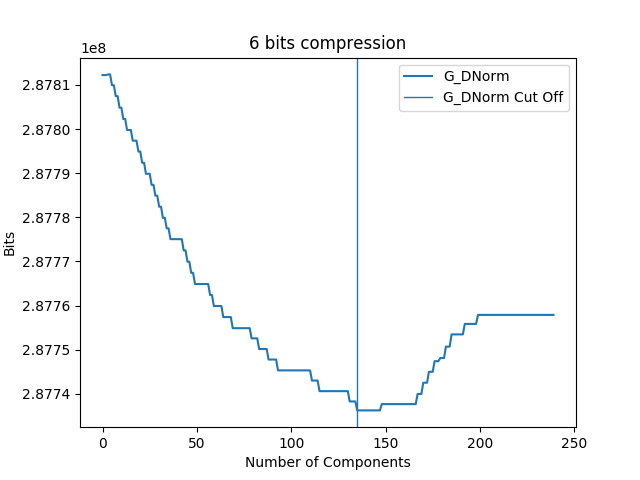 6 bits compression
1e8
G_DNorm
G_DNorm Cut Off
2.8781
2.8780
2.8779
2.8778
2.8777
2.8776
2.8775
2.8774
Bits
0 50 100 150 200 250
Number of Components